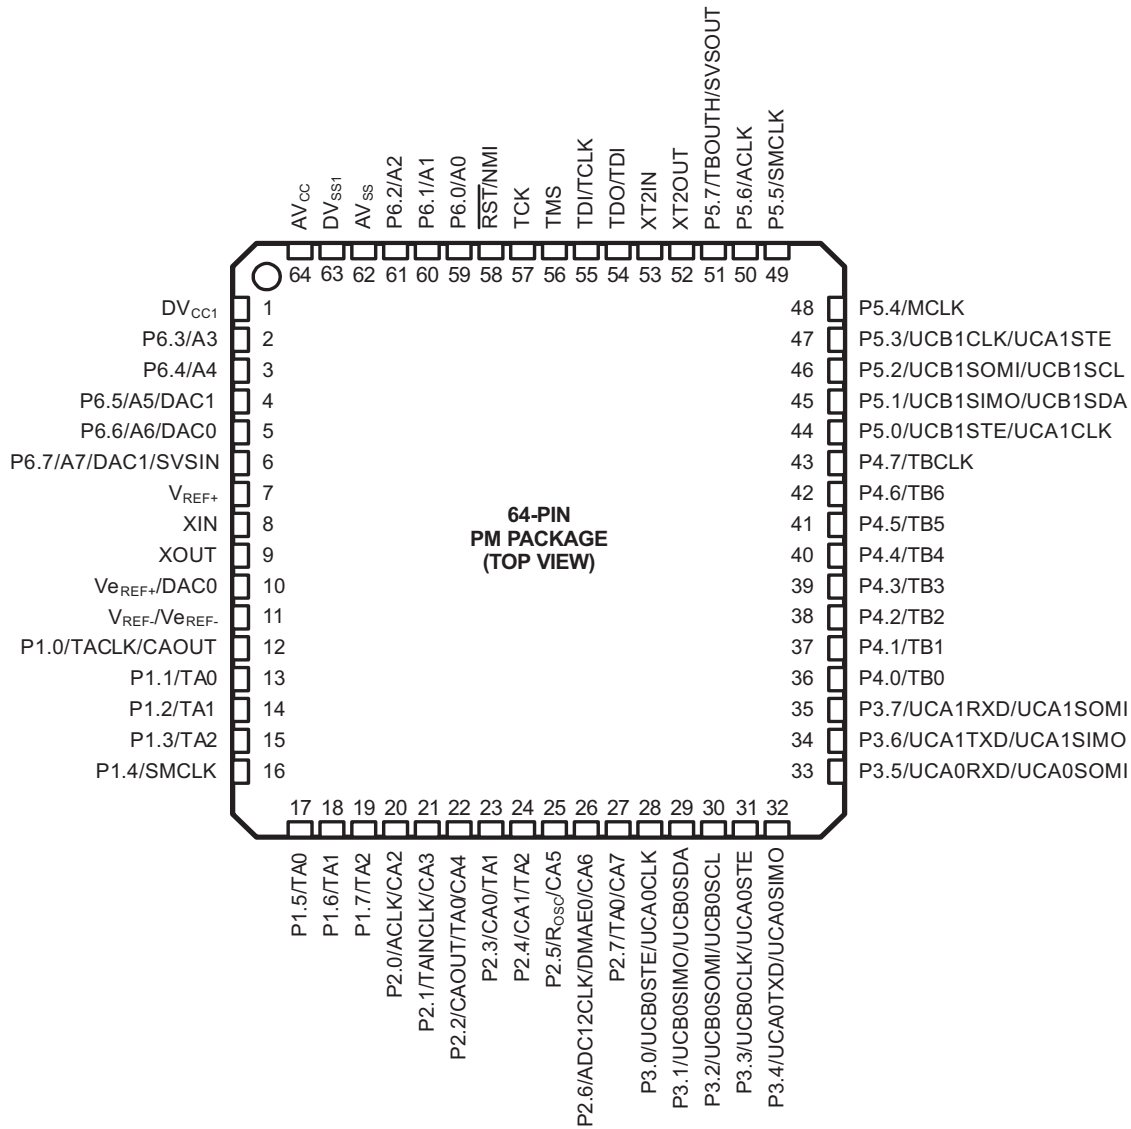 AVCC
DVSS1
AVSS
P6.2/A2
P6.1/A1
P6.0/A0
RST/NMI
TCK
TMS
TDI/TCLK
TDO/TDI
XT2IN
XT2OUT
P5.7/TBOUTH/SVSOUT
P5.6/ACLK
P5.5/SMCLK
64 63 62 61 60 59 58 57 56 55 54 53 52 51 50 49
DVCC1 1
P6.3/A3 2
P6.4/A4 3
P6.5/A5/DAC1 4
P6.6/A6/DAC0 5
P6.7/A7/DAC1/SVSIN 6
VREF+ 7
XIN 8
XOUT 9
VeREF+/DAC0 10
VREF-/VeREF- 11
P1.0/TACLK/CAOUT 12
P1.1/TA0 13
P1.2/TA1 14
P1.3/TA2 15
P1.4/SMCLK 16
64-PIN
PM PACKAGE
(TOP VIEW)
48 P5.4/MCLK
47 P5.3/UCB1CLK/UCA1STE
46 P5.2/UCB1SOMI/UCB1SCL
45 P5.1/UCB1SIMO/UCB1SDA
44 P5.0/UCB1STE/UCA1CLK
43 P4.7/TBCLK
42 P4.6/TB6
41 P4.5/TB5
40 P4.4/TB4
39 P4.3/TB3
38 P4.2/TB2
37 P4.1/TB1
36 P4.0/TB0
35 P3.7/UCA1RXD/UCA1SOMI
34 P3.6/UCA1TXD/UCA1SIMO
33 P3.5/UCA0RXD/UCA0SOMI
17 18 19 20 21 22 23 24 25 26 27 28 29 30 31 32
P1.5/TA0
P1.6/TA1
P1.7/TA2
P2.0/ACLK/CA2
P2.1/TAINCLK/CA3
P2.2/CAOUT/TA0/CA4
P2.3/CA0/TA1
P2.4/CA1/TA2
P2.5/ROSC/CA5
P2.6/ADC12CLK/DMAE0/CA6
P2.7/TA0/CA7
P3.0/UCB0STE/UCA0CLK
P3.1/UCB0SIMO/UCB0SDA
P3.2/UCB0SOMI/UCB0SCL
P3.3/UCB0CLK/UCA0STE
P3.4/UCA0TXD/UCA0SIMO